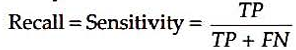 Recall = Sensitivity = TP / (TP + FN)